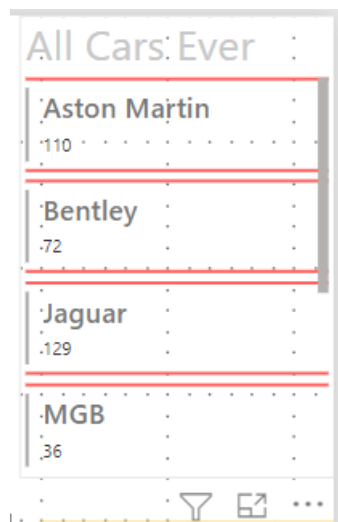 All Cars Ever
Aston Martin
110
Bentley
72
Jaguar
129
MGB
36